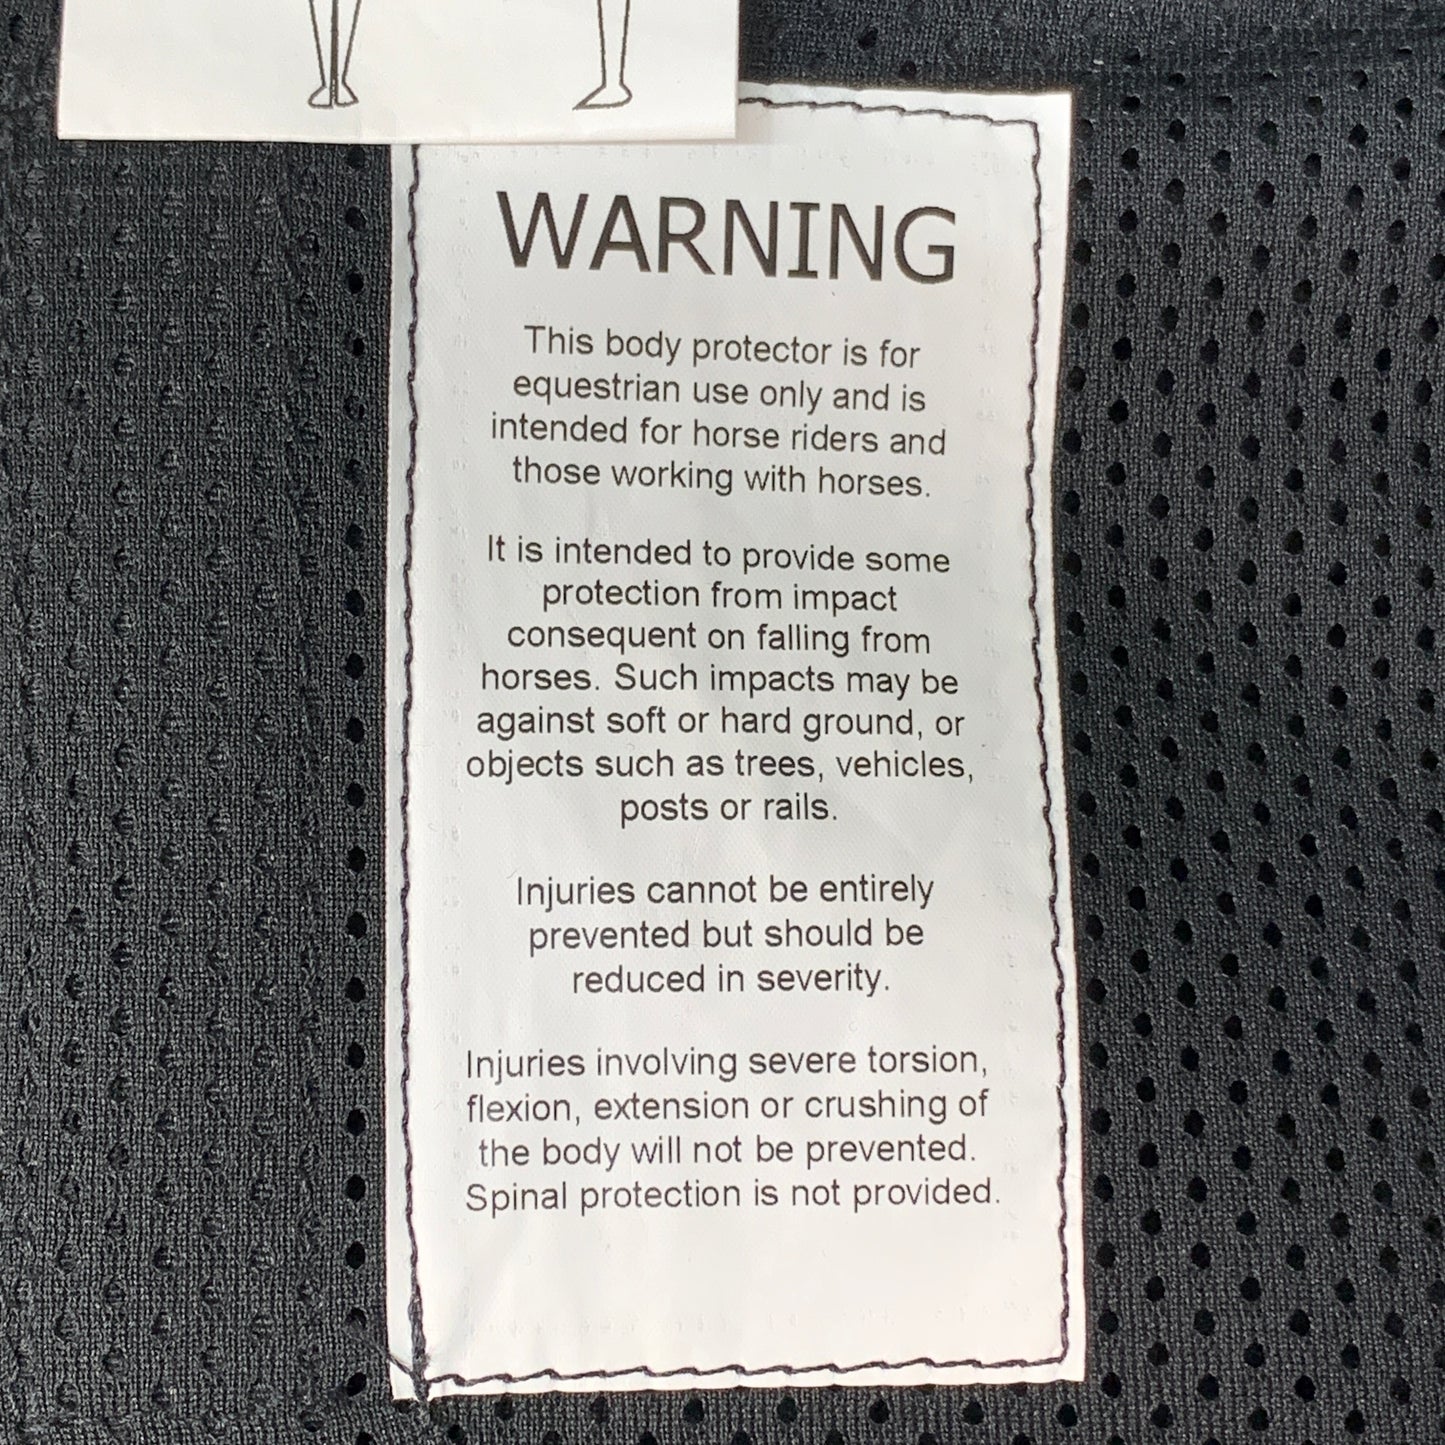 WARNING
This body protector is for
equestrian use only and is
intended for horse riders and
those working with horses.
It is intended to provide some
protection from impact
consequent on falling from
horses. Such impacts may be
against soft or hard ground, or
objects such as trees, vehicles,
posts or rails.
Injuries cannot be entirely
prevented but should be
reduced in severity.
Injuries involving severe torsion,
flexion, extension or crushing of
the body will not be prevented.
Spinal protection is not provided.